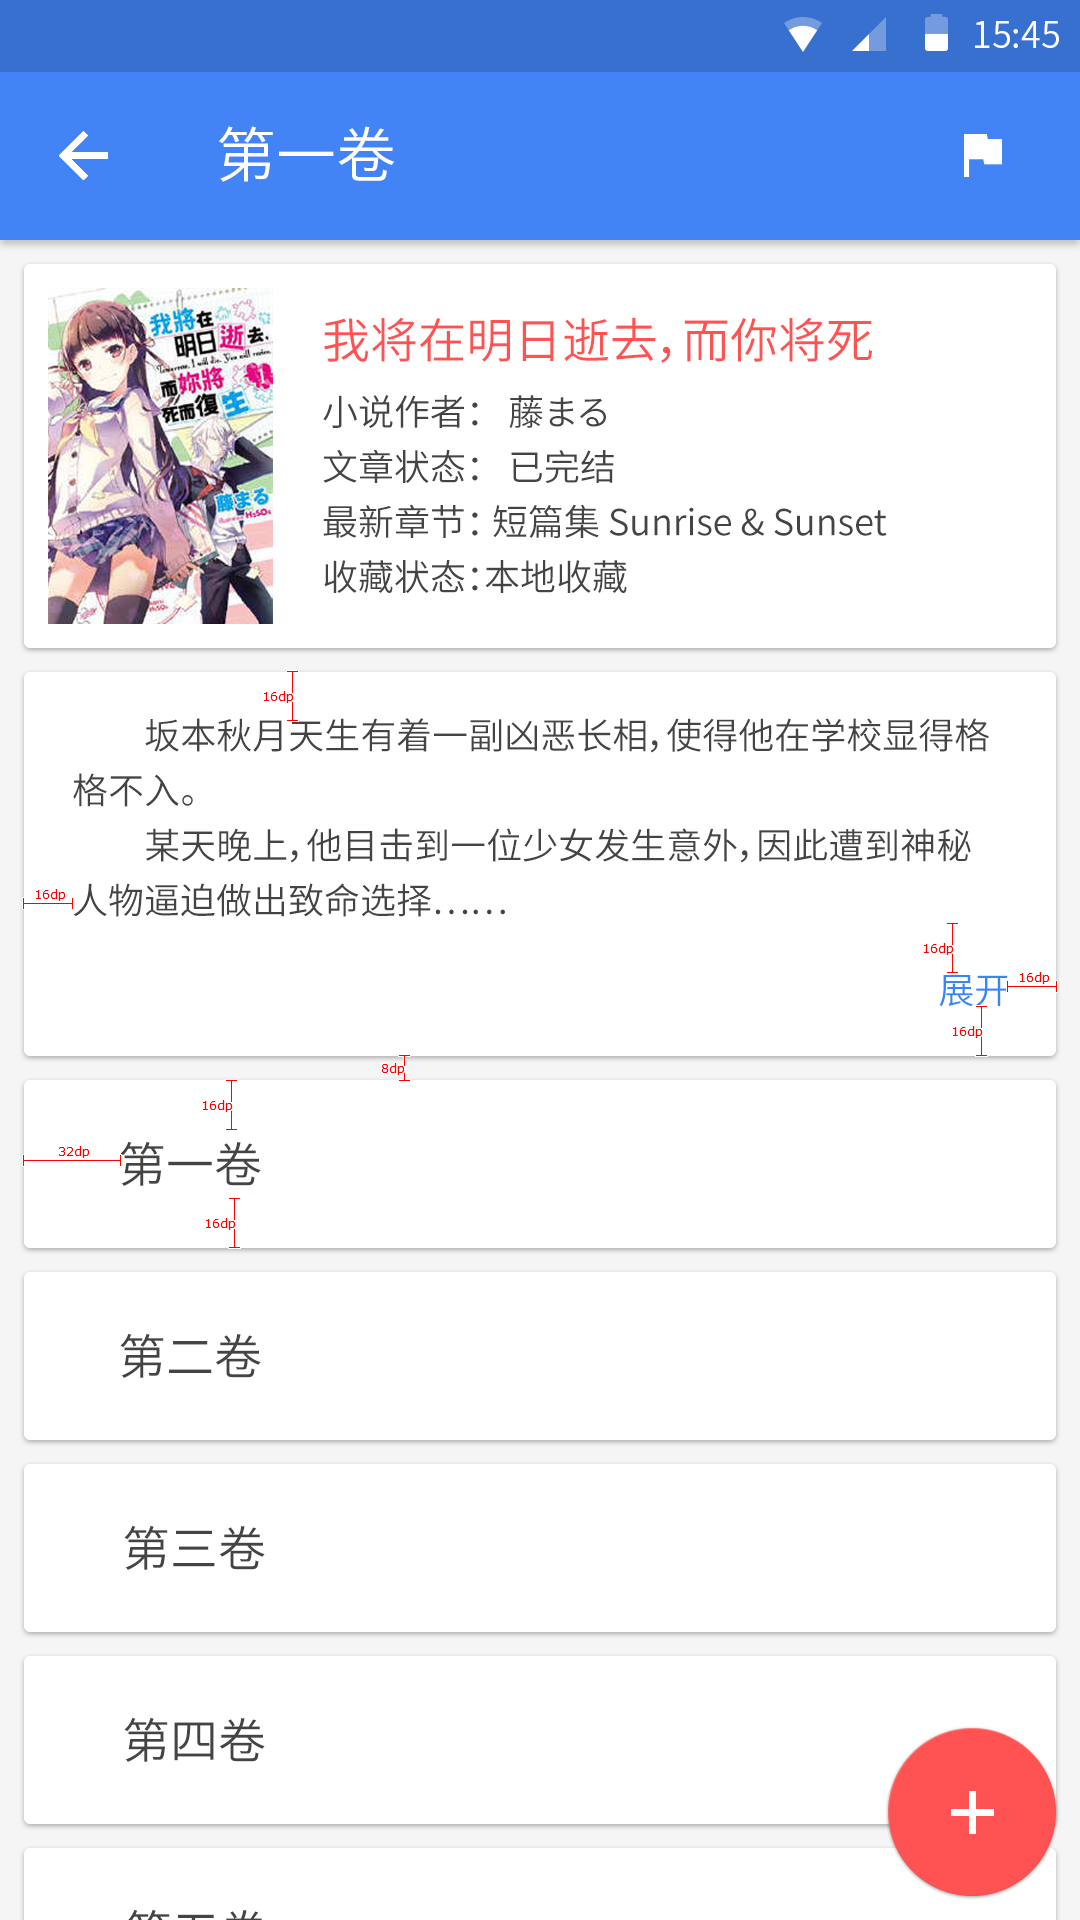 15:45
第一卷
我將在
明日逝去,
Tomorrow, I will die. You will revive.
而妳將
死而復生
藤まる
H2SO4
我将在明日逝去，而你将死
小说作者： 藤まる
文章状态： 已完结
最新章节：短篇集 Sunrise & Sunset
收藏状态：本地收藏
16dp
坂本秋月天生有着一副凶恶长相，使得他在学校显得格
格不入。
某天晚上，他目击到一位少女发生意外，因此遭到神秘
16dp
人物逼迫做出致命选择……
16dp
展开
16dp
16dp
8dp
16dp
32dp
第一卷
16dp
第二卷
第三卷
第四卷
第五卷